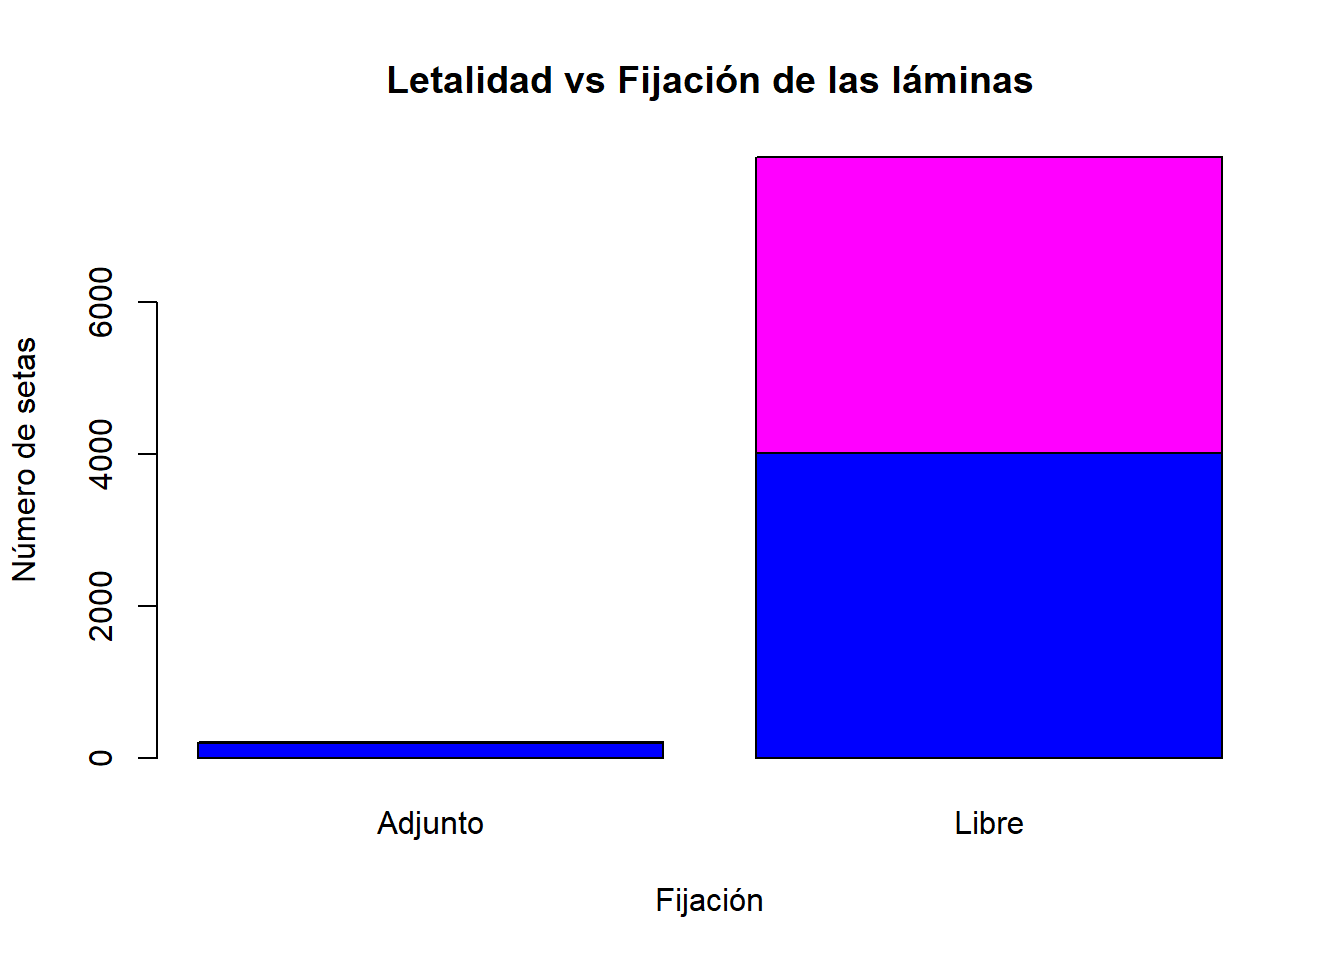 Letalidad vs Fijación de las láminas
Número de setas
6000
4000
2000
0
Adjunto
Libre
Fijación